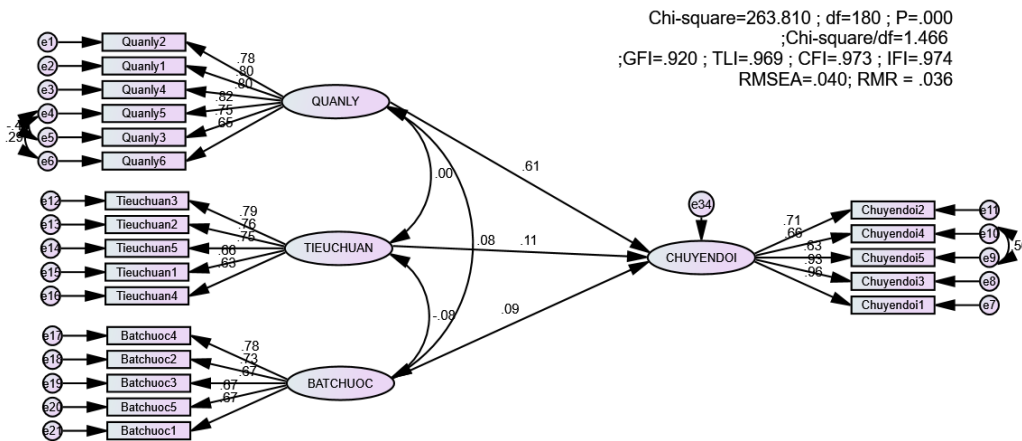 Chi-square=263.810 ; df=180 ; P=.000
;Chi-square/df=1.466
;GFI=.920 ; TLI=.969 ; CFI=.973 ; IFI=.974
RMSEA=.040; RMR = .036
e1 Quanly2
e2 Quanly1
e3 Quanly4
e4 Quanly5
e5 Quanly3
e6 Quanly6
.29
.78
.80
.80
.82
.75
.65
QUANLY
e12 Tieuchuan3
e13 Tieuchuan2
e14 Tieuchuan5
e15 Tieuchuan1
e16 Tieuchuan4
.79
.76
.75
.66
.63
TIEUCHUAN
e17 Batchuoc4
e18 Batchuoc2
e19 Batchuoc3
e20 Batchuoc5
e21 Batchuoc1
.78
.73
.67
.67
.67
BATCHUOC
.00
.08
-.08
.61
.11
.09
e34
CHUYENDOI
.71
.66
.63
.93
.96
Chuyendoi2 e11
Chuyendoi4 e10
Chuyendoi5 e9
Chuyendoi3 e8
Chuyendoi1 e7